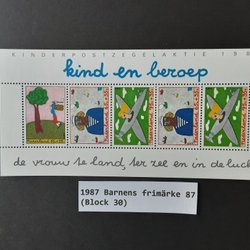 KINDERPOSTZEGELAKTIE 198
kind en beroep
de vrouw te land, ter zee en in de luch
1987 Barnens frimärke 87
(Block 30)